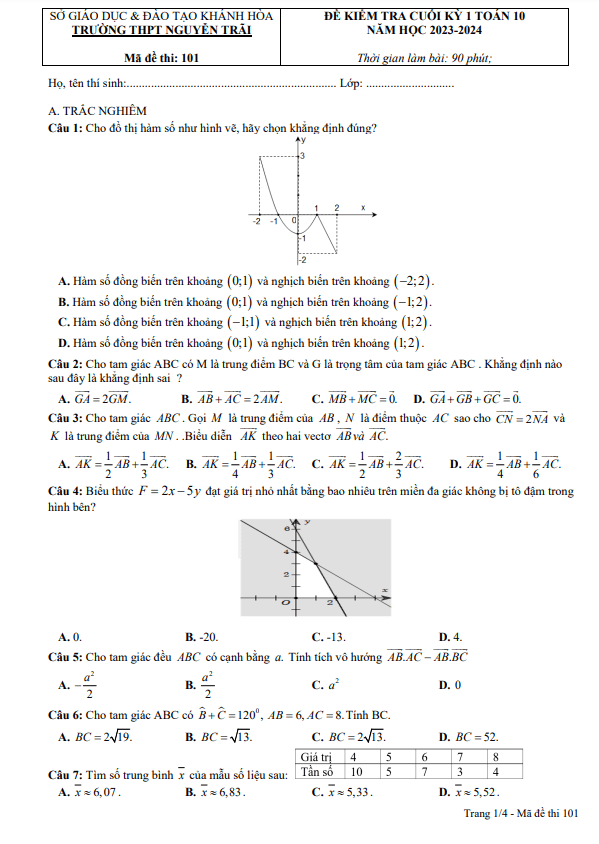 SỞ GIÁO DỤC & ĐÀO TẠO KHÁNH HÒA
TRƯỜNG THPT NGUYỄN TRÃI
Mã đề thi: 101
ĐỀ KIỂM TRA CUỐI KỲ 1 TOÁN 10
NĂM HỌC 2023-2024
Thời gian làm bài: 90 phút;
Họ, tên thí sinh:..................................................................... Lớp: .............................
A. TRẮC NGHIỆM
Câu 1: Cho đồ thị hàm số như hình vẽ, hãy chọn khẳng định đúng?
y
3
1 2 x
-2 -1 0
-1
-2
A. Hàm số đồng biến trên khoảng (0;1) và nghịch biến trên khoảng (−2;2).
B. Hàm số đồng biến trên khoảng (0;1) và nghịch biến trên khoảng (−1;2).
C. Hàm số đồng biến trên khoảng (−1;1) và nghịch biến trên khoảng (1;2).
D. Hàm số đồng biến trên khoảng (0;1) và nghịch biến trên khoảng (1;2).
Câu 2: Cho tam giác ABC có M là trung điểm BC và G là trọng tâm của tam giác ABC . Khẳng định nào
sau đây là khẳng định sai ?
A. $\overrightarrow{GA}=2\overrightarrow{GM}$. B. $\overrightarrow{AB}+\overrightarrow{AC}=2\overrightarrow{AM}$. C. $\overrightarrow{MB}+\overrightarrow{MC}=\vec{0}$. D. $\overrightarrow{GA}+\overrightarrow{GB}+\overrightarrow{GC}=\vec{0}$.
Câu 3: Cho tam giác ABC . Gọi M là trung điểm của AB , N là điểm thuộc AC sao cho $\overrightarrow{CN}=2\overrightarrow{NA}$ và
K là trung điểm của MN . .Biểu diễn $\overrightarrow{AK}$ theo hai vectơ $\overrightarrow{AB}$ và $\overrightarrow{AC}$.
A. $\overrightarrow{AK}=\frac{1}{2}\overrightarrow{AB}+\frac{1}{3}\overrightarrow{AC}$. B. $\overrightarrow{AK}=\frac{1}{4}\overrightarrow{AB}+\frac{1}{3}\overrightarrow{AC}$. C. $\overrightarrow{AK}=\frac{1}{2}\overrightarrow{AB}+\frac{2}{3}\overrightarrow{AC}$. D. $\overrightarrow{AK}=\frac{1}{4}\overrightarrow{AB}+\frac{1}{6}\overrightarrow{AC}$.
Câu 4: Biểu thức F = 2x − 5y đạt giá trị nhỏ nhất bằng bao nhiêu trên miền đa giác không bị tô đậm trong
hình bên?
y
6
4
2
x
O 2
A. 0. B. -20. C. -13. D. 4.
Câu 5: Cho tam giác đều ABC có cạnh bằng a. Tính tích vô hướng $\overrightarrow{AB}.\overrightarrow{AC}-\overrightarrow{AB}.\overrightarrow{BC}$
A. $-\frac{a^2}{2}$ B. $\frac{a^2}{2}$ C. $a^2$ D. 0
Câu 6: Cho tam giác ABC có $\hat{B}+\hat{C}=120^0$, AB = 6, AC = 8. Tính BC.
A. $BC=2\sqrt{19}$. B. $BC=\sqrt{13}$. C. $BC=2\sqrt{13}$. D. BC = 52.
Câu 7: Tìm số trung bình $\overline{x}$ của mẫu số liệu sau:
Giá trị 4 5 6 7 8
Tần số 10 5 7 3 4
A. $\overline{x}$ ≈ 6,07 . B. $\overline{x}$ ≈ 6,83 . C. $\overline{x}$ ≈ 5,33 . D. $\overline{x}$ ≈ 5,52 .
Trang 1/4 - Mã đề thi 101